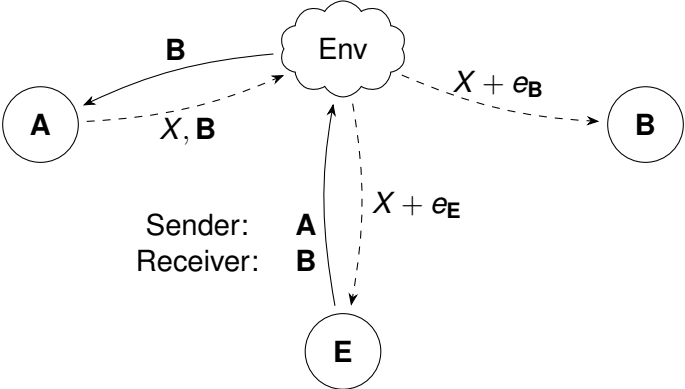 Env
B
A
X, B
X + e_B
B
X + e_E
Sender: A
Receiver: B
E